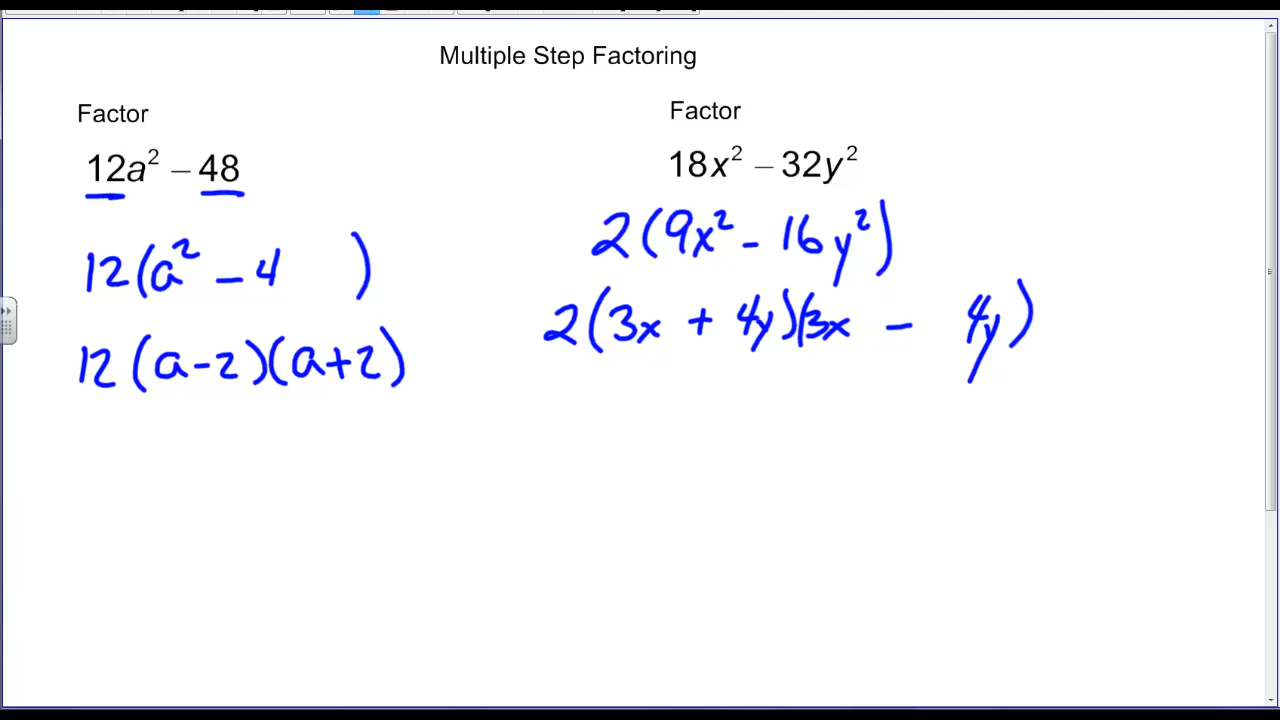 Multiple Step Factoring
Factor
12a² – 48
12(a² - 4 )
12(a-2)(a+2)
Factor
18x² – 32y²
2(9x² - 16y²)
2(3x + 4y)(3x - 4y)